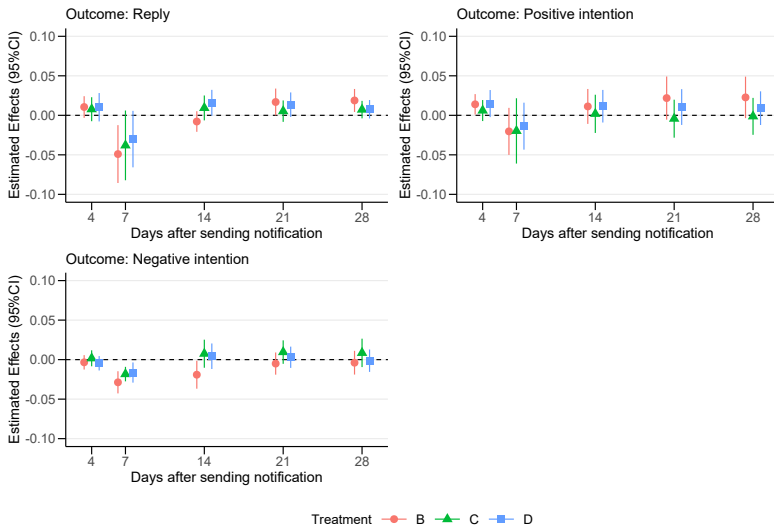 Outcome: Reply
Estimated Effects (95%CI)
0.10
0.05
0.00
-0.05
-0.10
4 7 14 21 28
Days after sending notification
Outcome: Positive intention
Estimated Effects (95%CI)
0.10
0.05
0.00
-0.05
-0.10
4 7 14 21 28
Days after sending notification
Outcome: Negative intention
Estimated Effects (95%CI)
0.10
0.05
0.00
-0.05
-0.10
4 7 14 21 28
Days after sending notification
Treatment B C D